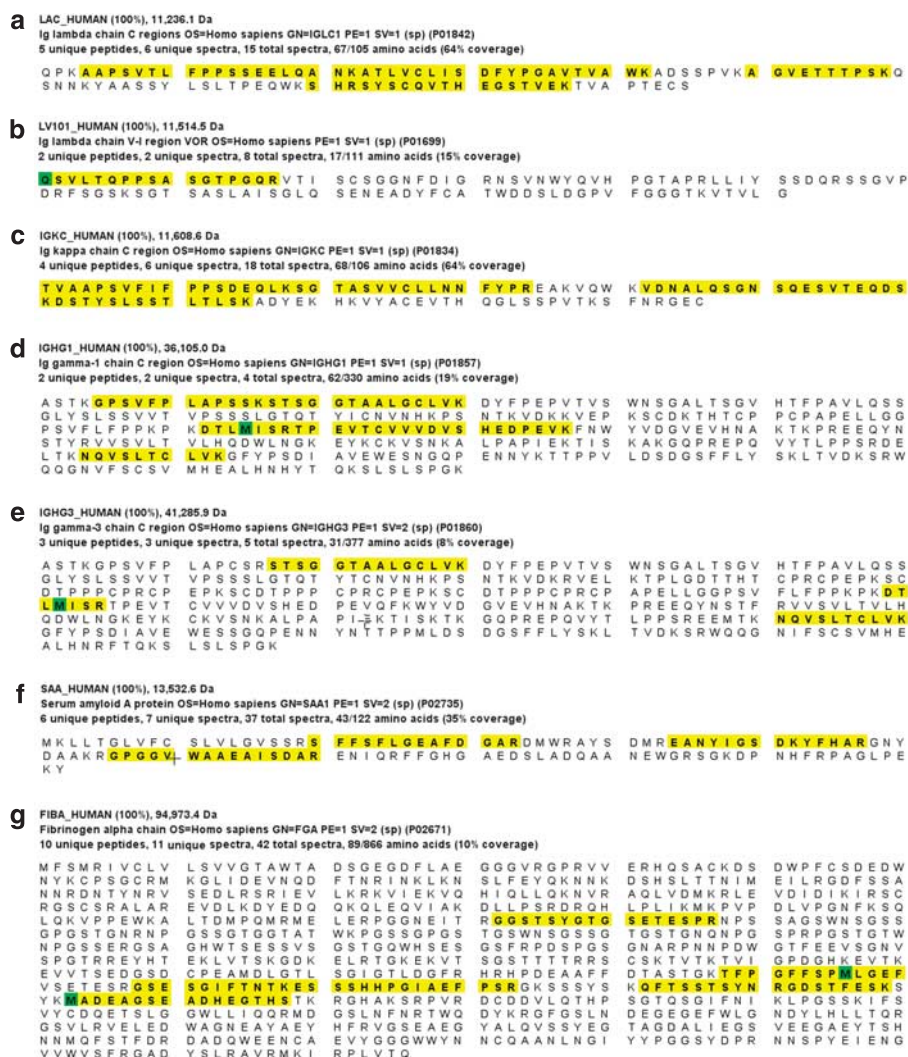 a LAC_HUMAN (100%), 11,236.1 Da
Ig lambda chain C regions OS=Homo sapiens GN=IGLC1 PE=1 SV=1 (sp) (P01842)
5 unique peptides, 6 unique spectra, 15 total spectra, 67/105 amino acids (64% coverage)
QPKAAPSVTL FPPSSEELQA NKATLVCLIS DFYPGAVTVA WKADSSPVKA GVETTTPSKQ
SNNKYAASSY LSLTPEQWKS HRSYSCQVTH EGSTVEKTVA PTECS
b LV101_HUMAN (100%), 11,514.5 Da
Ig lambda chain V-I region VOR OS=Homo sapiens PE=1 SV=1 (sp) (P01699)
2 unique peptides, 2 unique spectra, 8 total spectra, 17/111 amino acids (15% coverage)
QSVLTQPPSA SGTPGQRVTI SCSGGNFDIG RNSVNWYQVH PGTAPRLLIY SSDQRSSGVP
DRFSGSKSGT SASLAISGLQ SENEADYFCA TWDDSLDGPV FGGGTKVTVL G
c IGKC_HUMAN (100%), 11,608.6 Da
Ig kappa chain C region OS=Homo sapiens GN=IGKC PE=1 SV=1 (sp) (P01834)
4 unique peptides, 6 unique spectra, 18 total spectra, 68/106 amino acids (64% coverage)
TVAAPSVFIF PPSDEQLKSG TASVVCLLNN FYPREAKVQW KVDNALQSGN SQESVTEQDS
KDSTYSLSST LTLSKADYEK HKVYACEVTH QGLSSPVTKS FNRGEC
d IGHG1_HUMAN (100%), 36,105.0 Da
Ig gamma-1 chain C region OS=Homo sapiens GN=IGHG1 PE=1 SV=1 (sp) (P01857)
2 unique peptides, 2 unique spectra, 4 total spectra, 62/330 amino acids (19% coverage)
ASTKGPSVFP LAPSSKSTSG GTAALGCLVK DYFPEPVTVS WNSGALTSGV HTFPAVLQSS
GLYSLSSVVT VPSSSLGTQT YICNVNHKPS NTKVDKKVEP KSCDKTHTCP PCPAPELLGG
PSVFLFPPKP KDTLMISRTP EVTCVVVDVS HEDPEVKFNW YVDGVEVHNA KTKPREEQYN
STYRVVSVLT VLHQDWLNGK EYKCKVSNKA LPAPIEKTIS KAKGQPREPQ VYTLPPSRDE
LTKNQVSLTC LVKGFYPSDI AVEWESNGQP ENNYKTTPPV LDSDGSFFLY SKLTVDKSRW
QQGNVFSCSV MHEALHNHYT QKSLSLSPGK
e IGHG3_HUMAN (100%), 41,285.9 Da
Ig gamma-3 chain C region OS=Homo sapiens GN=IGHG3 PE=1 SV=2 (sp) (P01860)
3 unique peptides, 3 unique spectra, 5 total spectra, 31/377 amino acids (8% coverage)
ASTKGPSVFP LAPCSRSTSG GTAALGCLVK DYFPEPVTVS WNSGALTSGV HTFPAVLQSS
GLYSLSSVVT VPSSSLGTQT YTCNVNHKPS NTKVDKRVEL KTPLGDTTHT CPRCPEPKSC
DTPPPCPRCP EPKSCDTPPP CPRCPEPKSC DTPPPCPRCP APELLGGPSV FLFPPKPKDT
LMISRTPEVT CVVVDVSHED PEVQFKWYVD GVEVHNAKTK PREEQYNSTF RVVSVLTVLH
QDWLNGKEYK CKVSNKALPA PIEKTISKTK GQPREPQVYT LPPSREEMTK NQVSLTCLVK
GFYPSDIAVE WESSGQPENN YNTTPPMLDS DGSFFLYSKL TVDKSRWQQG NIFSCSVMHE
ALHNRFTQKS LSLSPGK
f SAA_HUMAN (100%), 13,532.6 Da
Serum amyloid A protein OS=Homo sapiens GN=SAA1 PE=1 SV=2 (sp) (P02735)
6 unique peptides, 7 unique spectra, 37 total spectra, 43/122 amino acids (35% coverage)
MKLLTGLVFC SLVLGVSSRS FFSFLGEAFD GARDMWRAYS DMREANYIGS DKYFHARGNY
DAAKRGPGGV WAAEAISDAR ENIQRFFGHG AEDSLADQAA NEWGRSGKDP NHFRPAGLPE
KY
g FIBA_HUMAN (100%), 94,973.4 Da
Fibrinogen alpha chain OS=Homo sapiens GN=FGA PE=1 SV=2 (sp) (P02671)
10 unique peptides, 11 unique spectra, 42 total spectra, 89/866 amino acids (10% coverage)
MFSMRIVCLV LSVVGTAWTA DSGEGDFLAE GGGVRGPRVV ERHQSACKDS DWPFCSDEDW
NYKCPSGCRM KGLIDEVNQD FTNRINKLKN SLFEYQKNNK DSHSLTTNIM EILRGDFSSA
NNRDNTYNRV SEDLRSRIEV LKRKVIEKVQ HIQLLQKNVR AQLVDMKRLE VDIDIKIRSC
RGSCSRALAR EVDLKDYEDQ QKQLEQVIAK DLLPSRDRQH LPLIKMKPVP DLVPGNFKSQ
LQKVPPEWKA LTDMPQMRME LERPGGNEIT RGGSTSYGTG SETESPRNPS SAGSWNSGSS
GPGSTGNRNP GSSGTGGTAT WKPGSSGPGS TGSWNSGSSG TGSTGNQNPG SPRPGSTGTW
NPGSSERGSA GHWTSESSVS GSTGQWHSES GSFRPDSPGS GNARPNNPDW GTFEEVSGNV
SPGTRREYHT EKLVTSKGDK ELRTGKEKVT SGSTTTTRRS CSKTVTKTVI GPDGHKEVTK
EVVTSEDGSD CPEAMDLGTL SGIGTLDGFR HRHPDEAAFF DTASTGKTFP GFFSPMLGEF
VSETESRGSE SGIFTNTKES SSHHPGIAEF PSRGKSSSYS KQFTSSTSYN RGDSTFESKS
YKMADEAGSE ADHEGTHSTK RGHAKSRPVR DCDDVLQTHP SGTQSGIFNI KLPGSSKIFS
VYCDQETSLG GWLLIQQRMD GSLNFNRTWQ DYKRGFGSLN DEGEGEFWLG NDYLHLLTQR
GSVLRVELED WAGNEAYAEY HFRVGSEAEG YALQVSSYEG TAGDALIEGS VEEGAEYTSH
NNMQFSTFDR DADQWEENCA EVYGGGWWYN NCQAANLNGI YYPGGSYDPR NNSPYEIENG
VVWVSFRGAD YSLRAVRMKI RPLVTQ